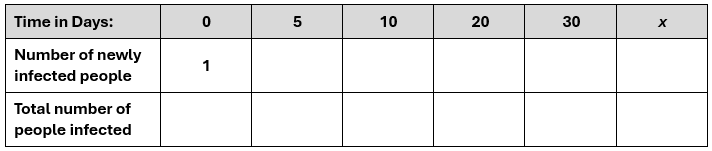 Time in Days: 0 5 10 20 30 x
Number of newly
infected people 1
Total number of
people infected